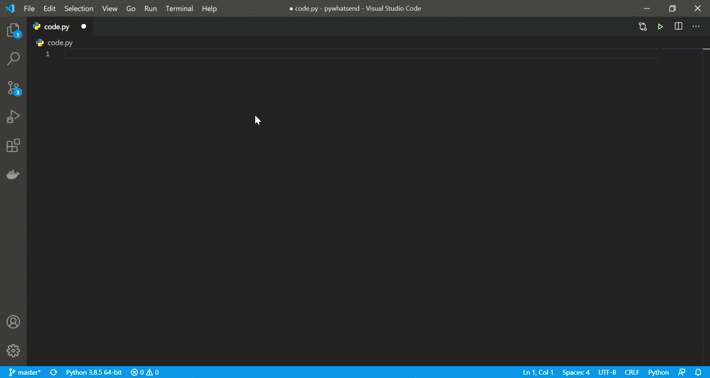 File Edit Selection View Go Run Terminal Help ● code.py - pywhatsend - Visual Studio Code
code.py
code.py
1
1
3
master* Python 3.8.5 64-bit 0 0 Ln 1, Col 1 Spaces: 4 UTF-8 CRLF Python